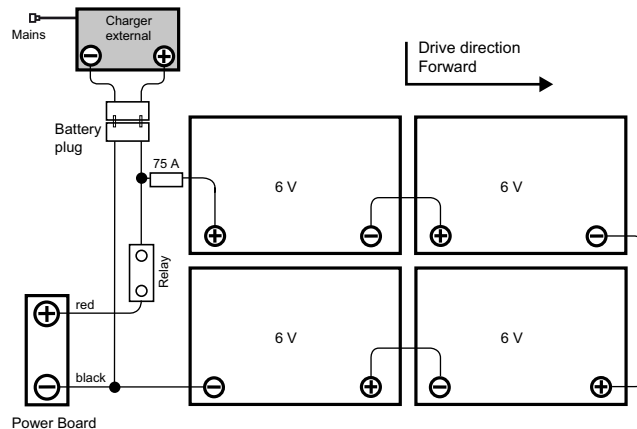 Charger
external
Mains
Drive direction
Forward
Battery
plug
75 A
6 V
6 V
Relay
6 V
6 V
red
black
Power Board